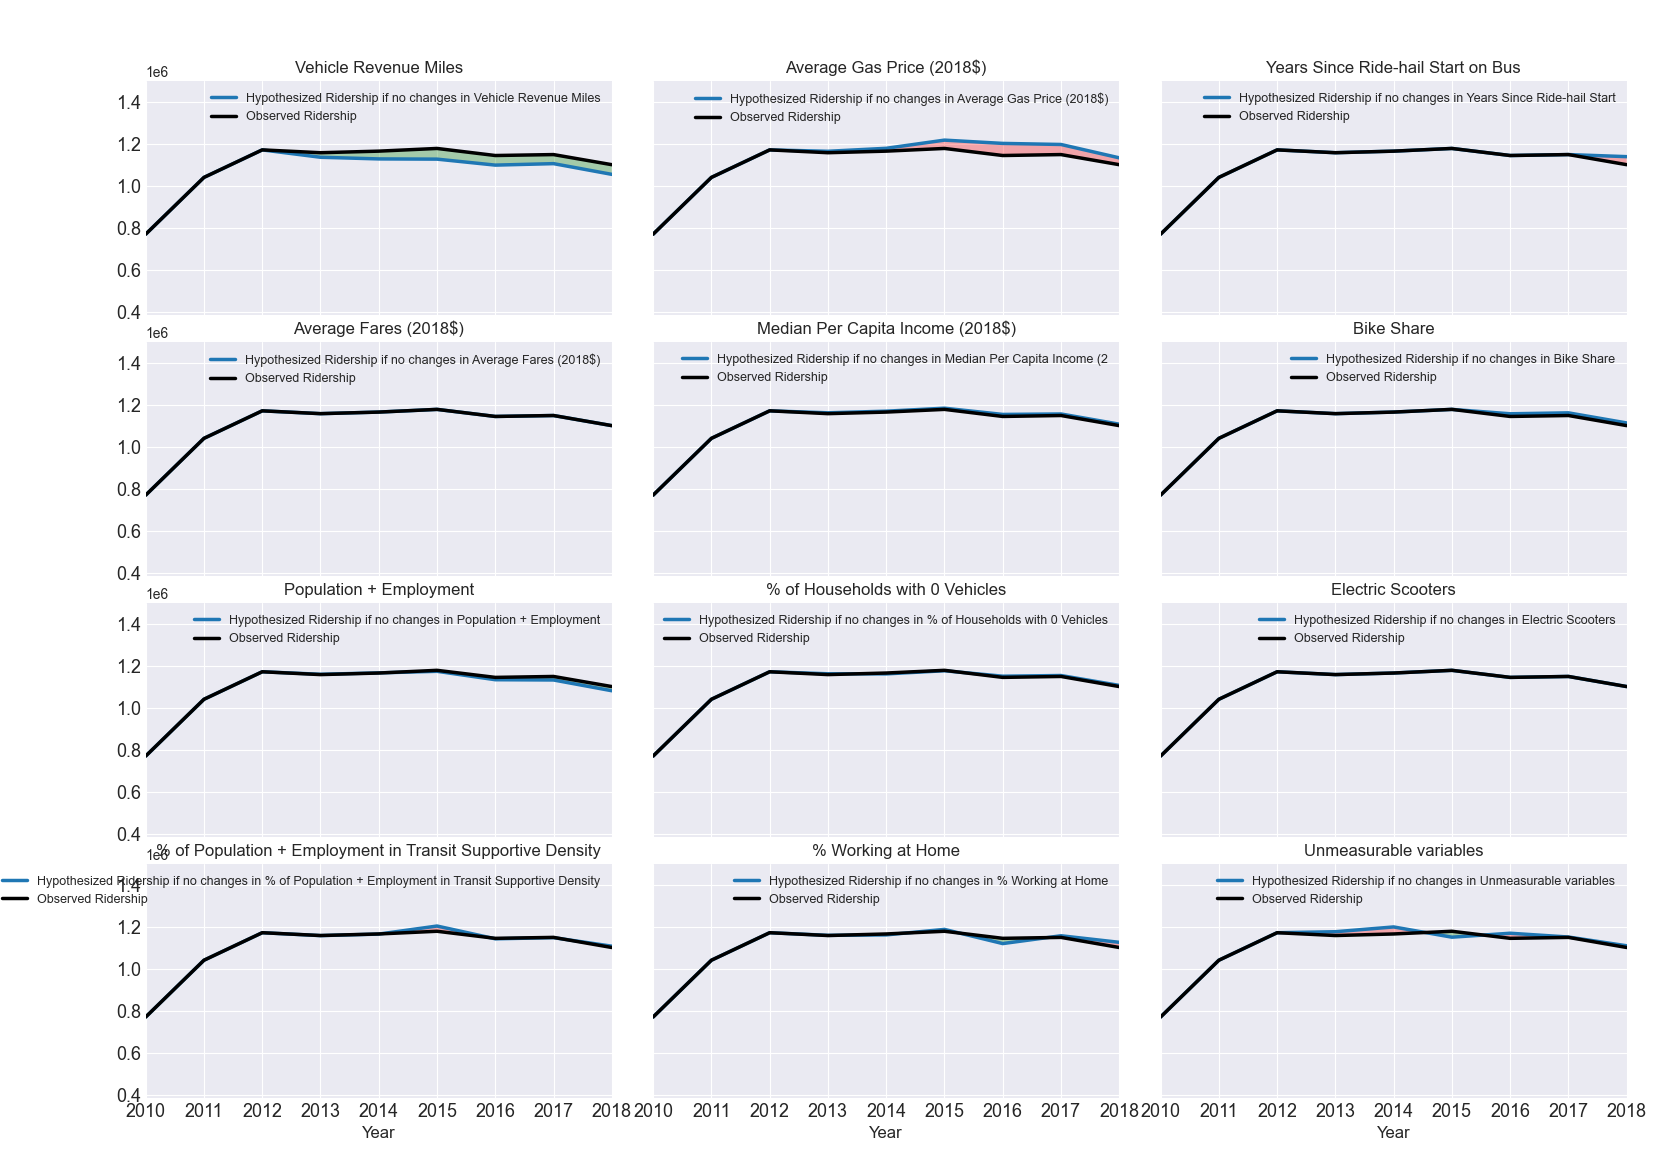 Vehicle Revenue Miles
1e6
Hypothesized Ridership if no changes in Vehicle Revenue Miles
Observed Ridership
1.4
1.2
1.0
0.8
0.6
0.4
Average Gas Price (2018$)
Hypothesized Ridership if no changes in Average Gas Price (2018$)
Observed Ridership
Years Since Ride-hail Start on Bus
Hypothesized Ridership if no changes in Years Since Ride-hail Start
Observed Ridership
Average Fares (2018$)
1e6
Hypothesized Ridership if no changes in Average Fares (2018$)
Observed Ridership
1.4
1.2
1.0
0.8
0.6
0.4
Median Per Capita Income (2018$)
Hypothesized Ridership if no changes in Median Per Capita Income (2
Observed Ridership
Bike Share
Hypothesized Ridership if no changes in Bike Share
Observed Ridership
Population + Employment
1e6
Hypothesized Ridership if no changes in Population + Employment
Observed Ridership
1.4
1.2
1.0
0.8
0.6
0.4
% of Households with 0 Vehicles
Hypothesized Ridership if no changes in % of Households with 0 Vehicles
Observed Ridership
Electric Scooters
Hypothesized Ridership if no changes in Electric Scooters
Observed Ridership
% of Population + Employment in Transit Supportive Density
1e6
Hypothesized Ridership if no changes in % of Population + Employment in Transit Supportive Density
Observed Ridership
1.4
1.2
1.0
0.8
0.6
0.4
2010 2011 2012 2013 2014 2015 2016 2017 2018
Year
% Working at Home
Hypothesized Ridership if no changes in % Working at Home
Observed Ridership
2010 2011 2012 2013 2014 2015 2016 2017 2018
Year
Unmeasurable variables
Hypothesized Ridership if no changes in Unmeasurable variables
Observed Ridership
2010 2011 2012 2013 2014 2015 2016 2017 2018
Year